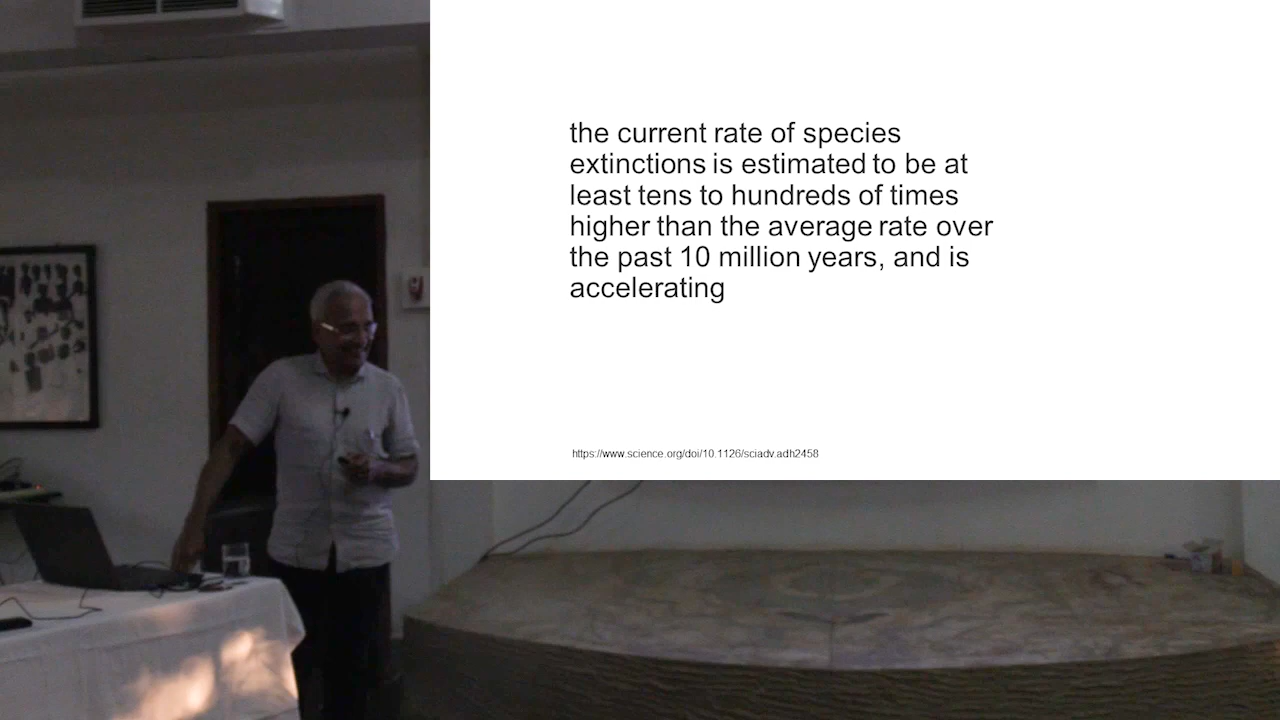 the current rate of species
extinctions is estimated to be at
least tens to hundreds of times
higher than the average rate over
the past 10 million years, and is
accelerating
https://www.science.org/doi/10.1126/sciadv.adh2458